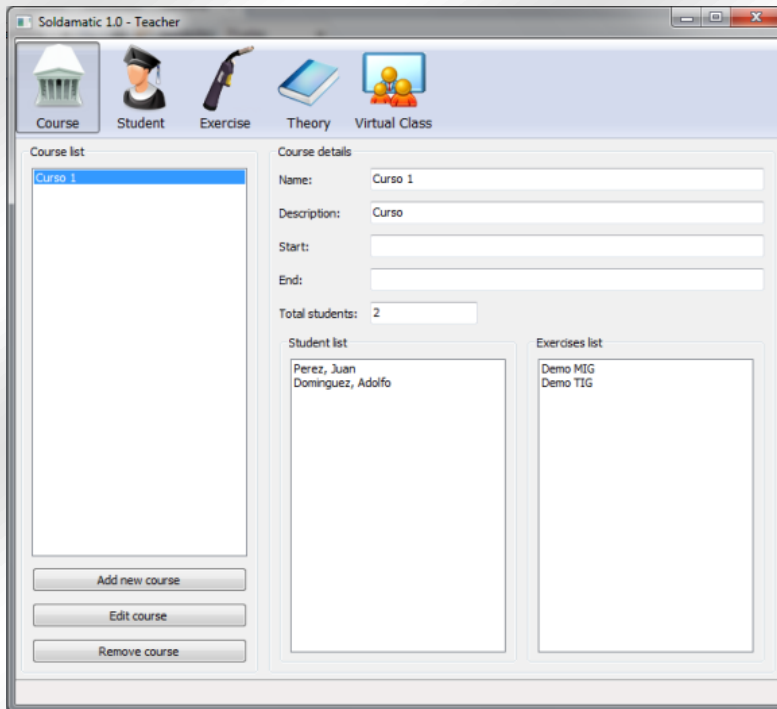 Soldamatic 1.0 - Teacher
Course Student Exercise Theory Virtual Class
Course list
Curso 1
Add new course
Edit course
Remove course
Course details
Name: Curso 1
Description: Curso
Start:
End:
Total students: 2
Student list
Perez, Juan
Dominguez, Adolfo
Exercises list
Demo MIG
Demo TIG